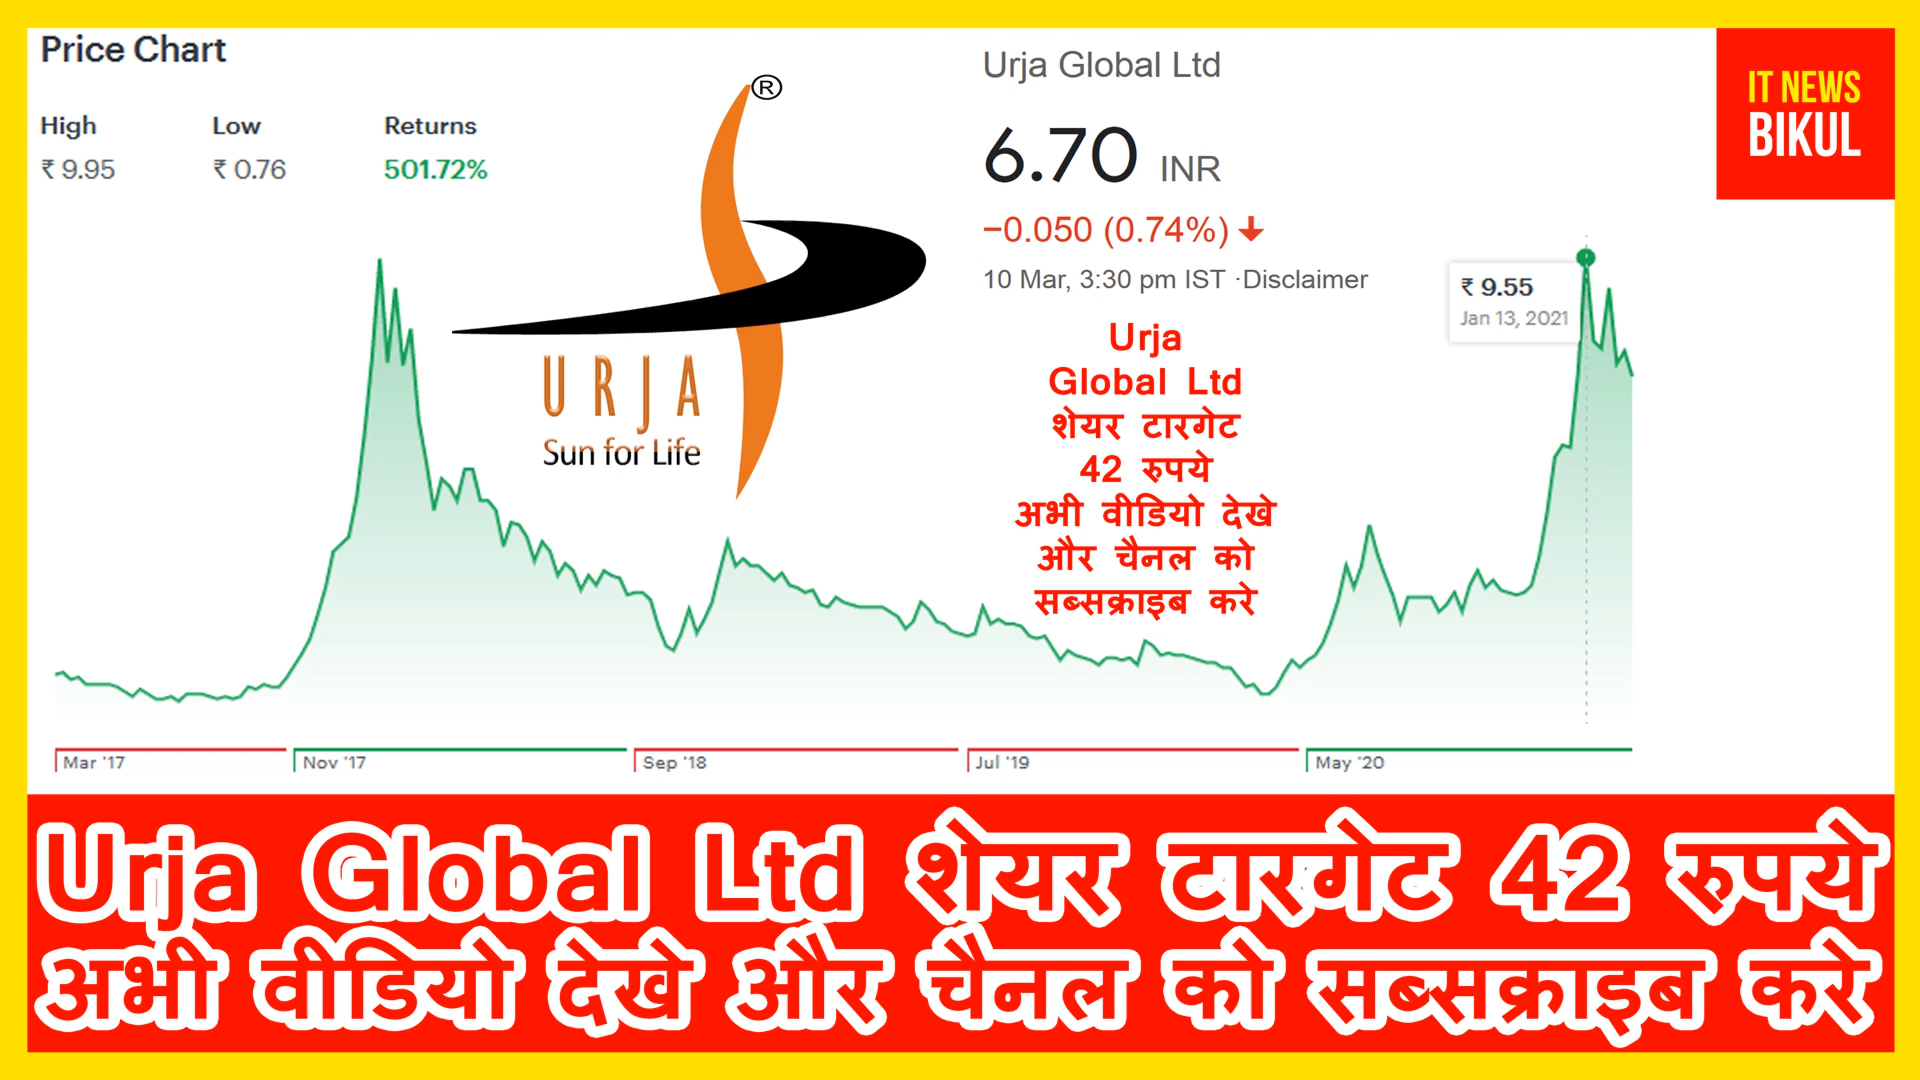 Price Chart
High Low Returns
₹ 9.95 ₹ 0.76 501.72%
®
URJA
Sun for Life
Urja Global Ltd
6.70 INR
−0.050 (0.74%) ↓
10 Mar, 3:30 pm IST ·Disclaimer
IT NEWS
BIKUL
₹ 9.55
Jan 13, 2021
Urja
Global Ltd
शेयर टारगेट
42 रुपये
अभी वीडियो देखे
और चैनल को
सब्सक्राइब करे
Mar '17 Nov '17 Sep '18 Jul '19 May '20
Urja Global Ltd शेयर टारगेट 42 रूपये
अभी वीडियो देखे और चैनल को सब्सक्राइब करे